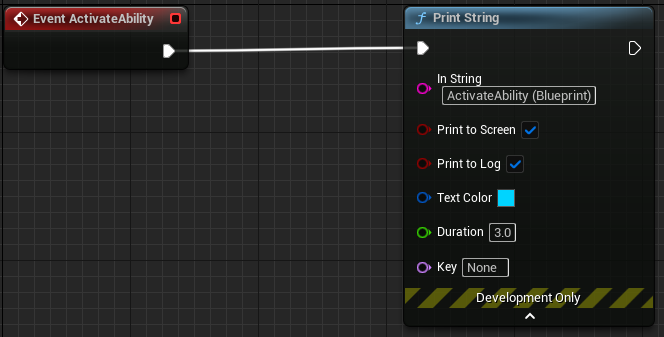 Event ActivateAbility
f Print String
In String
ActivateAbility (Blueprint)
Print to Screen
Print to Log
Text Color
Duration 3.0
Key None
Development Only